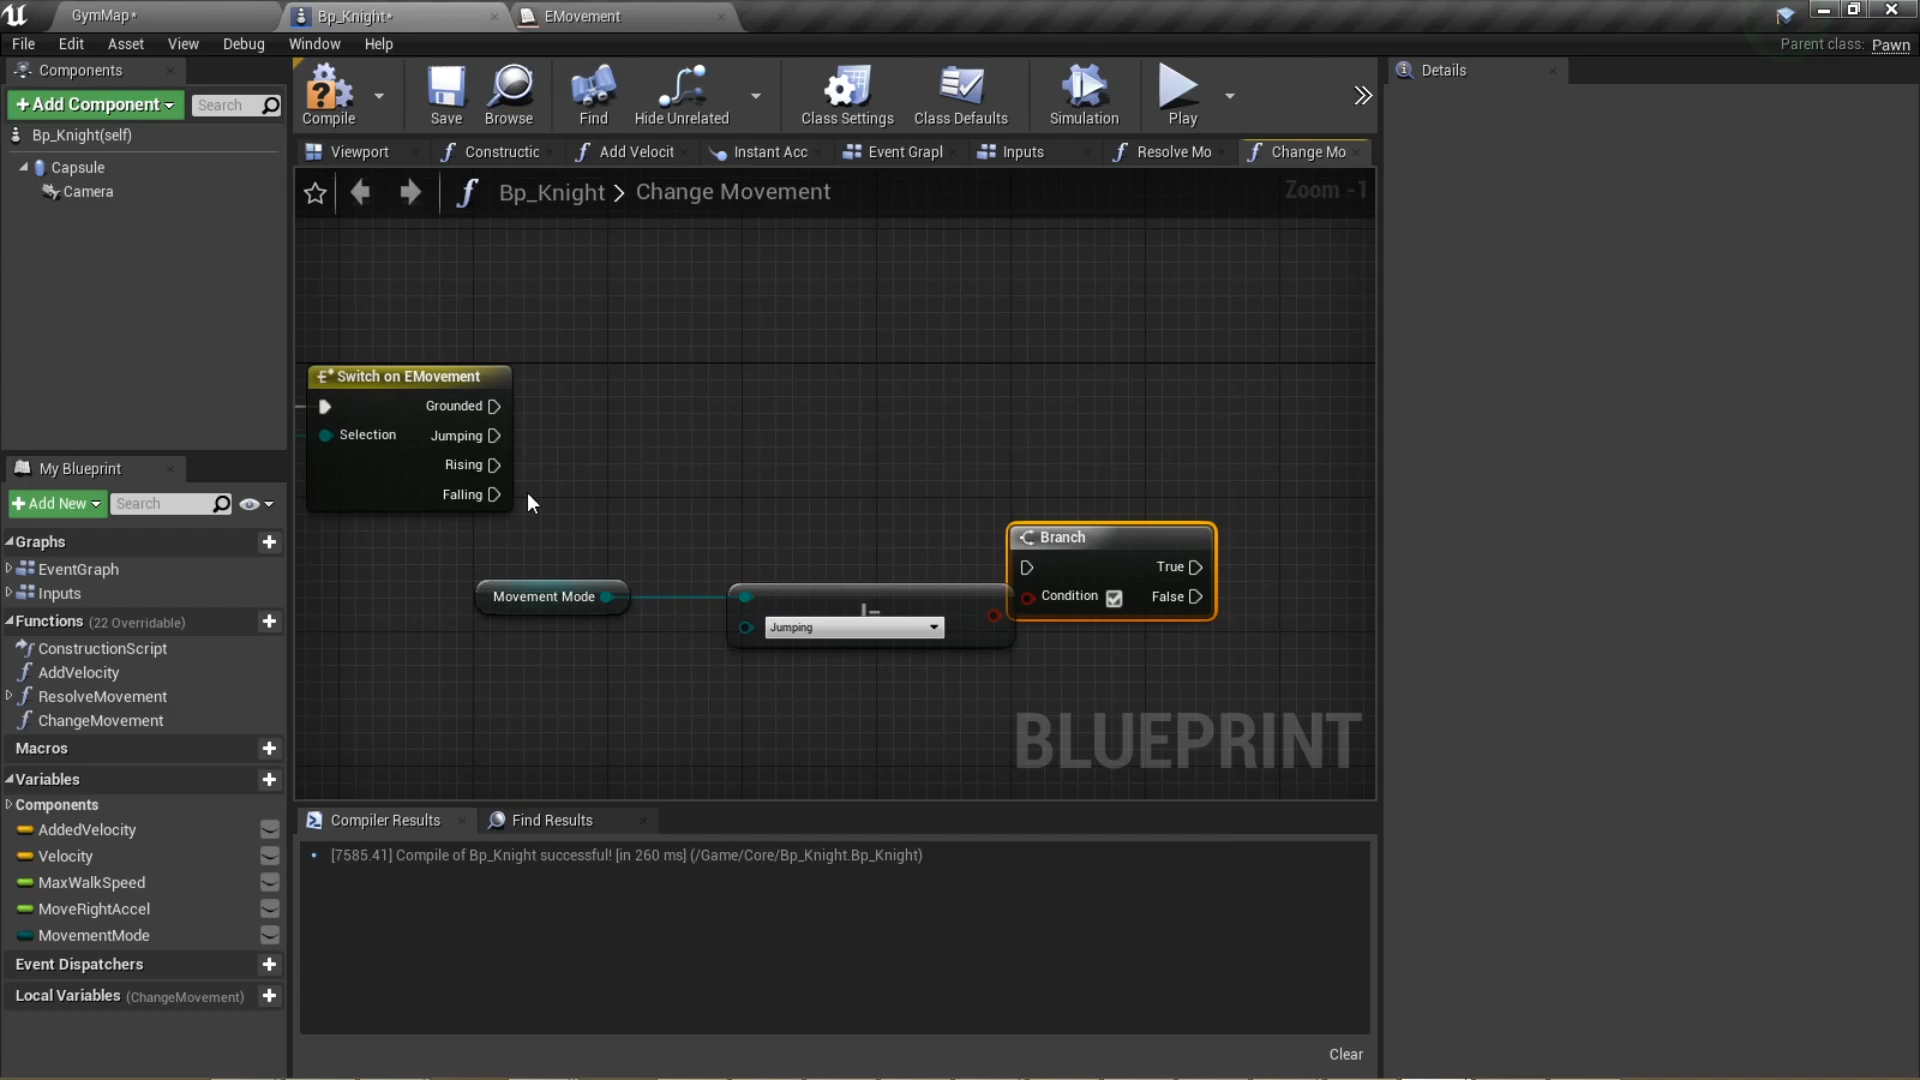 GymMap*
Bp_Knight*
EMovement
File Edit Asset View Debug Window Help
Parent class: Pawn
Components
+Add Component
Search
Bp_Knight(self)
Capsule
Camera
Compile
Save
Browse
Find
Hide Unrelated
Class Settings
Class Defaults
Simulation
Play
Details
Viewport
Constructic
Add Velocit
Instant Acc
Event Grapl
Inputs
Resolve Mo
Change Mo
Bp_Knight > Change Movement
Zoom -1
Switch on EMovement
Grounded
Selection
Jumping
Rising
Falling
Movement Mode
!=
Jumping
Branch
True
Condition
False
BLUEPRINT
My Blueprint
+Add New
Search
Graphs
EventGraph
Inputs
Functions (22 Overridable)
ConstructionScript
AddVelocity
ResolveMovement
ChangeMovement
Macros
Variables
Components
AddedVelocity
Velocity
MaxWalkSpeed
MoveRightAccel
MovementMode
Event Dispatchers
Local Variables (ChangeMovement)
Compiler Results
Find Results
[7585.41] Compile of Bp_Knight successful! [in 260 ms] (/Game/Core/Bp_Knight.Bp_Knight)
Clear